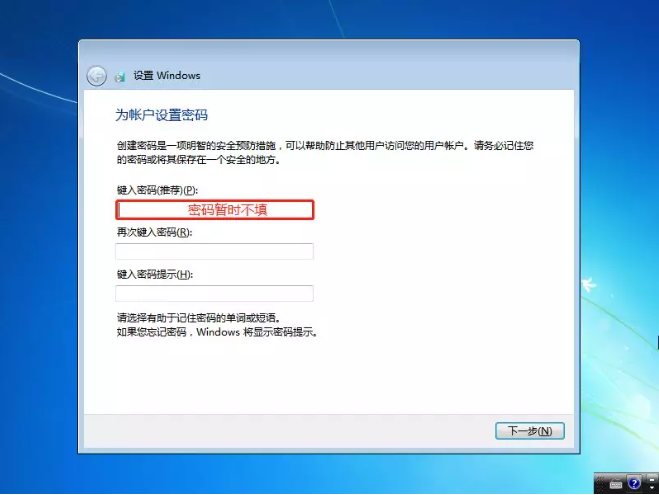 设置 Windows
为帐户设置密码
创建密码是一项明智的安全预防措施，可以帮助防止其他用户访问您的用户帐户。请务必记住您
的密码或将其保存在一个安全的地方。
键入密码(推荐)(P):
密码暂时不填
再次键入密码(R):
键入密码提示(H):
请选择有助于记住密码的单词或短语。
如果您忘记密码，Windows 将显示密码提示。
下一步(N)